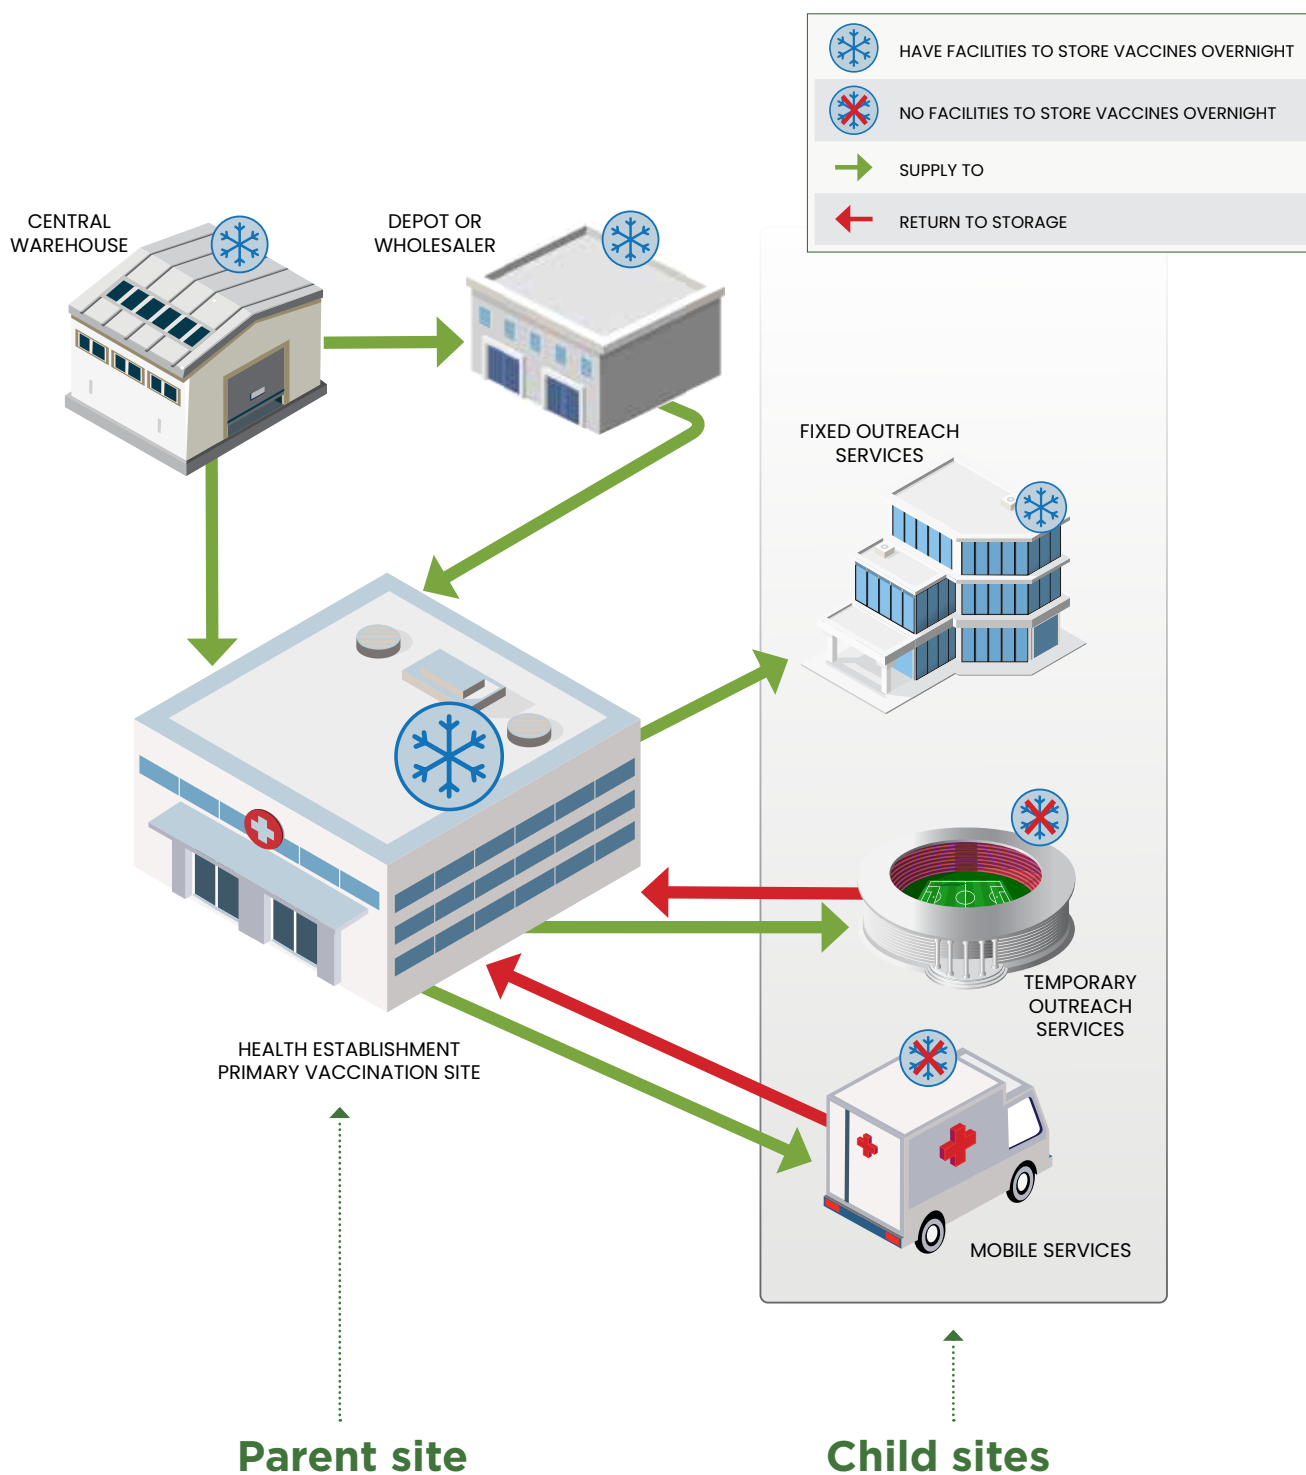 HAVE FACILITIES TO STORE VACCINES OVERNIGHT
NO FACILITIES TO STORE VACCINES OVERNIGHT
SUPPLY TO
RETURN TO STORAGE
CENTRAL
WAREHOUSE
DEPOT OR
WHOLESALER
FIXED OUTREACH
SERVICES
TEMPORARY
OUTREACH
SERVICES
HEALTH ESTABLISHMENT
PRIMARY VACCINATION SITE
MOBILE SERVICES
Parent site
Child sites